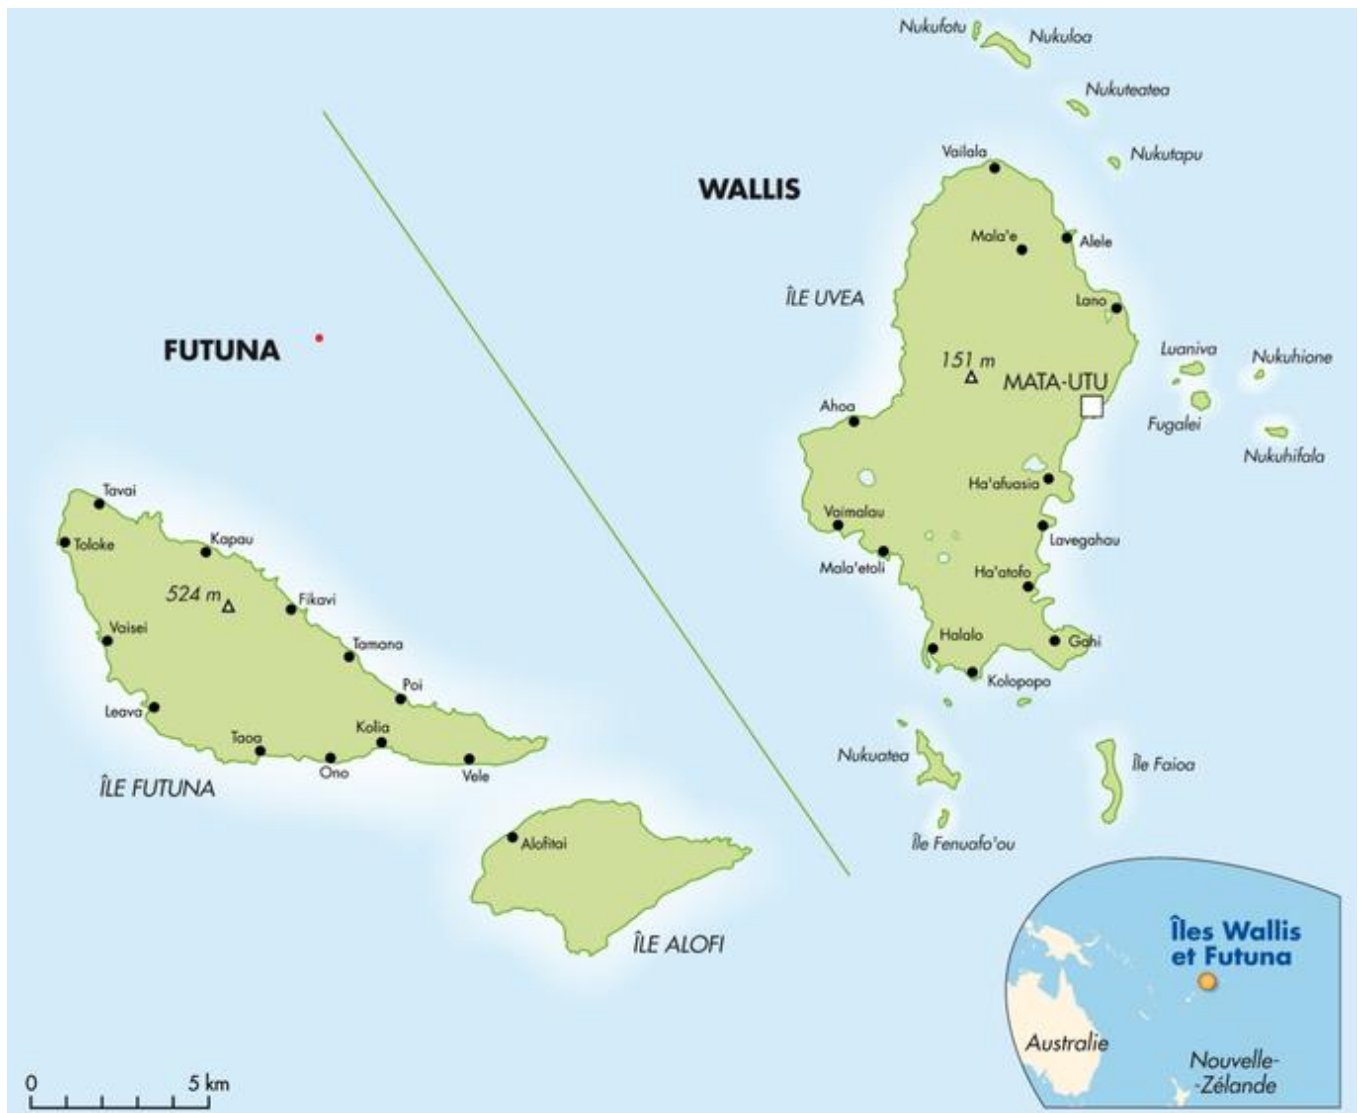 Nukufotu
Nukuloa
Nukuteatea
Nukutapu
Vailala
WALLIS
Mala'e
Alele
ÎLE UVEA
Lano
FUTUNA
151 m
Luaniva
Nukuhione
MATA-UTU
Ahoa
Fugalei
Nukuhifala
Ha'afuasia
Tavai
Vaimalau
Toloke
Kapau
Lavegahau
Mala'etoli
Ha'atofo
524 m
Fikavi
Vaisei
Tamana
Halalo
Gahi
Poi
Kolopopo
Leava
Kolia
Taoa
Ono
Vele
Nukuatea
Île Faioa
ÎLE FUTUNA
Alofitai
Île Fenuafo'ou
ÎLE ALOFI
Îles Wallis
et Futuna
Australie
Nouvelle-
-Zélande
0
5 km